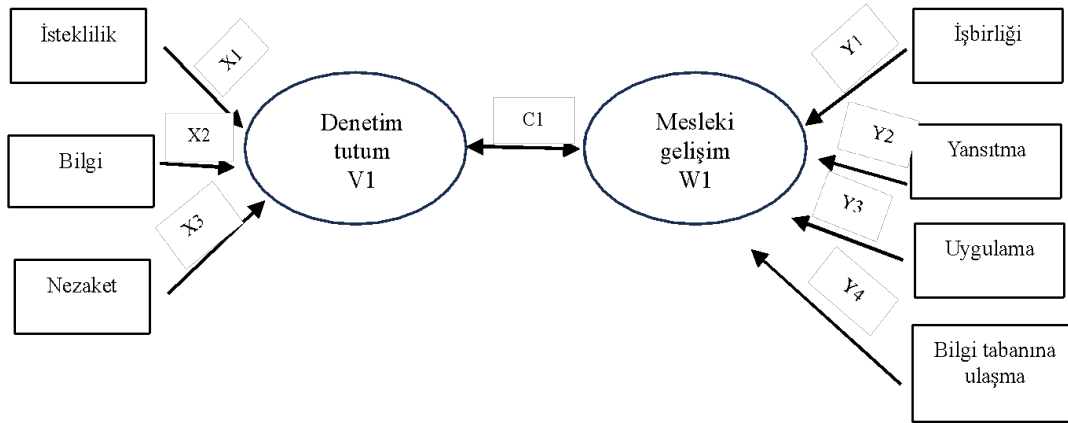 İsteklilik
X1
Bilgi
X2
Nezaket
X3
Denetim
tutum
V1
C1
Mesleki
gelişim
W1
Y1
İşbirliği
Y2
Yansıtma
Y3
Uygulama
Y4
Bilgi tabanına
ulaşma